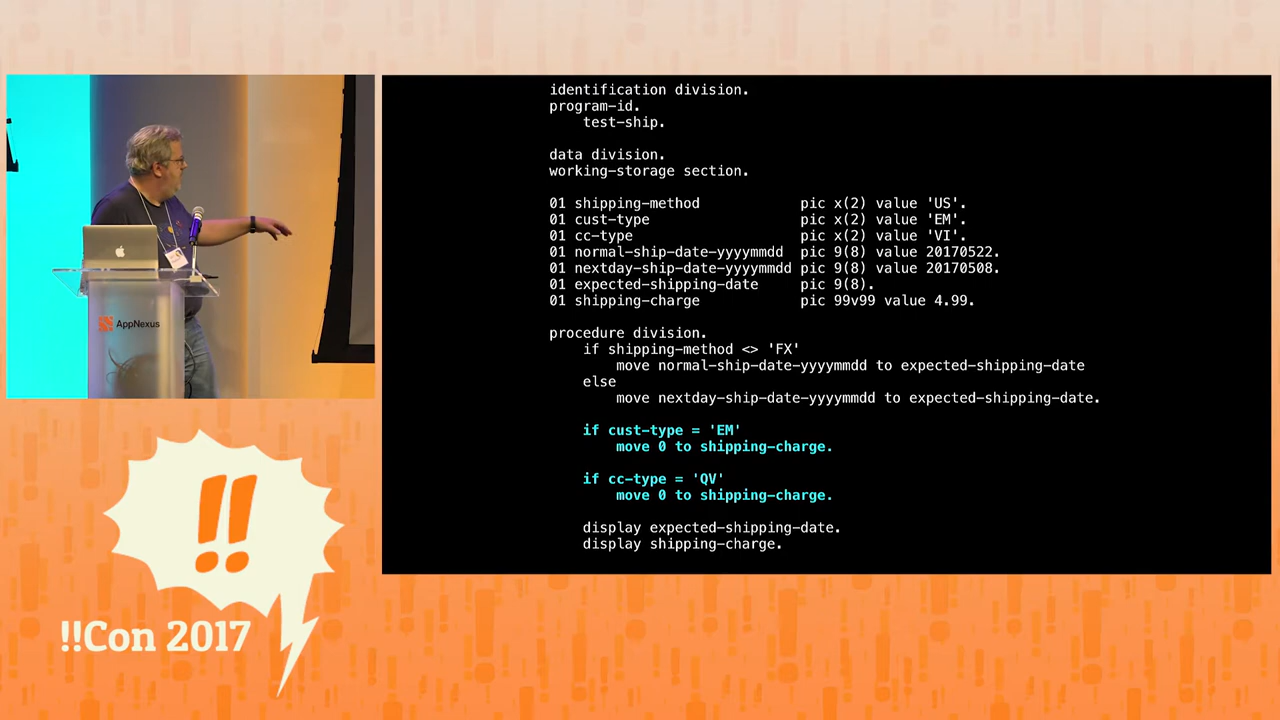 identification division.
program-id.
test-ship.
data division.
working-storage section.
01 shipping-method pic x(2) value 'US'.
01 cust-type pic x(2) value 'EM'.
01 cc-type pic x(2) value 'VI'.
01 normal-ship-date-yyyymmdd pic 9(8) value 20170522.
01 nextday-ship-date-yyyymmdd pic 9(8) value 20170508.
01 expected-shipping-date pic 9(8).
01 shipping-charge pic 99v99 value 4.99.
procedure division.
if shipping-method <> 'FX'
move normal-ship-date-yyyymmdd to expected-shipping-date
else
move nextday-ship-date-yyyymmdd to expected-shipping-date.
if cust-type = 'EM'
move 0 to shipping-charge.
if cc-type = 'QV'
move 0 to shipping-charge.
display expected-shipping-date.
display shipping-charge.
AppNexus
!!
!!Con 2017